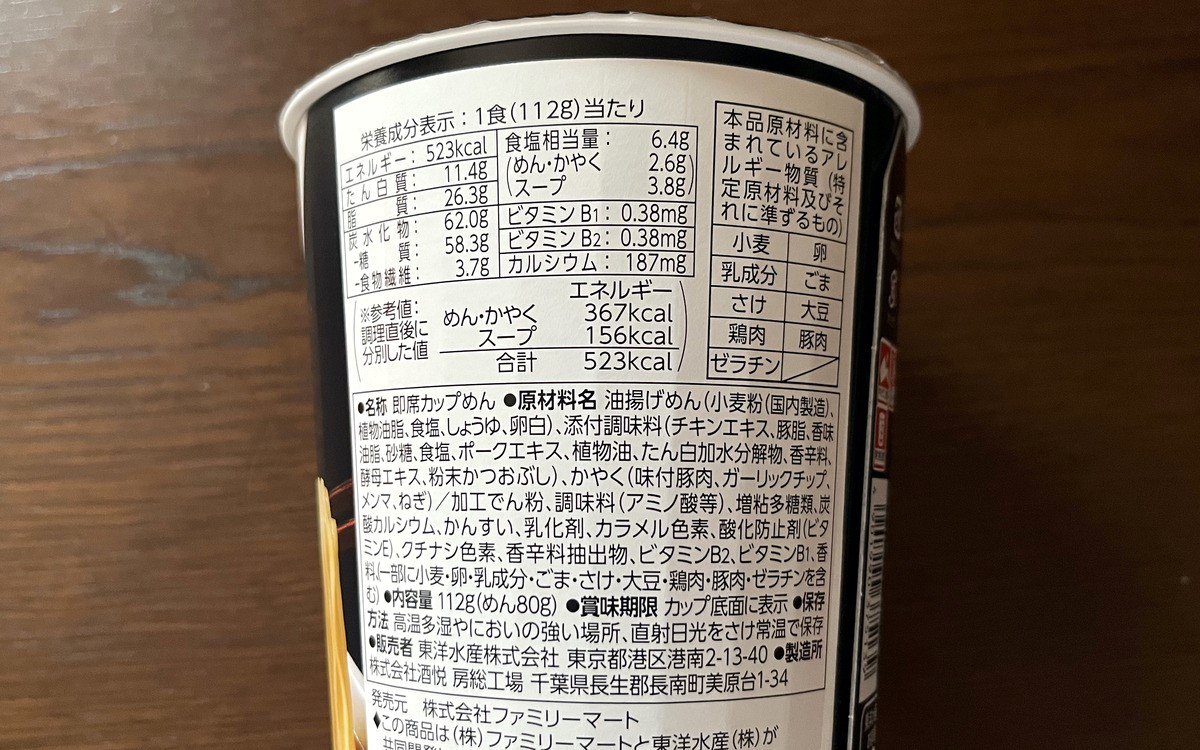 栄養成分表示：1食(112g)当たり
エネルギー：523kcal
たん白質：11.4g
脂質：26.3g
炭水化物：62.0g
-糖質：58.3g
-食物繊維：3.7g
食塩相当量：6.4g
(めん・かやく 2.6g)
(スープ 3.8g)
ビタミンB1：0.38mg
ビタミンB2：0.38mg
カルシウム：187mg
※参考値：
調理直後に
分別した値
エネルギー
めん・かやく 367kcal
スープ 156kcal
合計 523kcal
本品原材料に含
まれているアレ
ルギー物質(特
定原材料及びそ
れに準ずるもの)
小麦 卵
乳成分 ごま
さけ 大豆
鶏肉 豚肉
ゼラチン
●名称 即席カップめん ●原材料名 油揚げめん(小麦粉(国内製造)、
植物油脂、食塩、しょうゆ、卵白)、添付調味料(チキンエキス、豚脂、香味
油脂、砂糖、食塩、ポークエキス、植物油、たん白加水分解物、香辛料、
酵母エキス、粉末かつおぶし)、かやく(味付豚肉、ガーリックチップ、
メンマ、ねぎ)／加工でん粉、調味料(アミノ酸等)、増粘多糖類、炭
酸カルシウム、かんすい、乳化剤、カラメル色素、酸化防止剤(ビタ
ミンE)、クチナシ色素、香辛料抽出物、ビタミンB2、ビタミンB1、香
料、(一部に小麦・卵・乳成分・ごま・さけ・大豆・鶏肉・豚肉・ゼラチンを含
む) ●内容量 112g(めん80g) ●賞味期限 カップ底面に表示 ●保存
方法 高温多湿やにおいの強い場所、直射日光をさけ常温で保存
●販売者 東洋水産株式会社 東京都港区港南2-13-40 ●製造所
株式会社酒悦 房総工場 千葉県長生郡長南町美原台1-34
発売元 株式会社ファミリーマート
♦この商品は(株)ファミリーマートと東洋水産(株)が